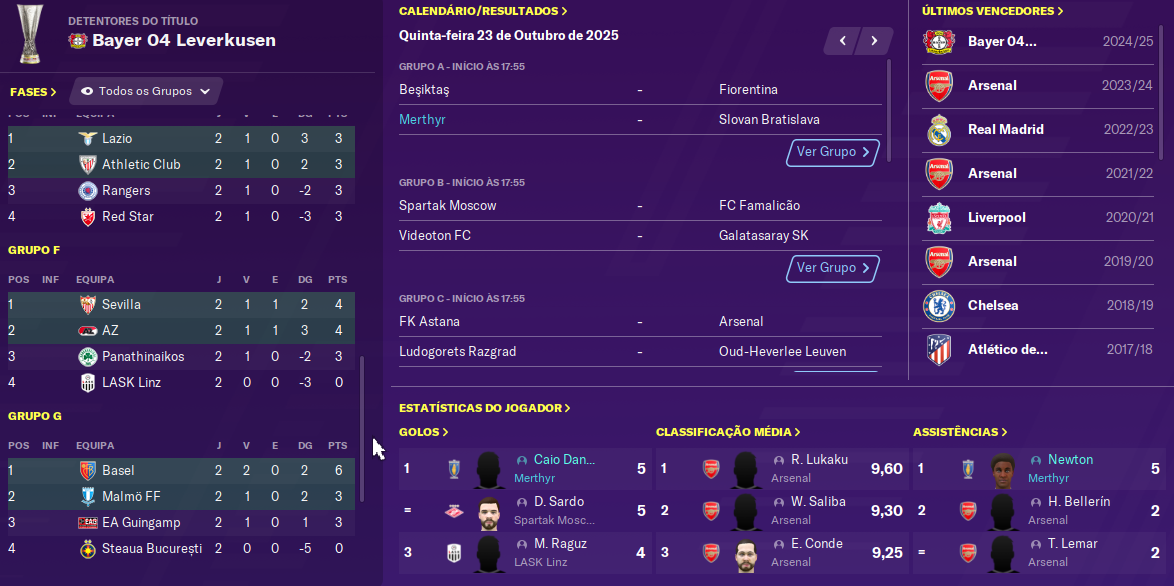 DETENTORES DO TÍTULO
Bayer 04 Leverkusen
FASES >
Todos os Grupos
1 Lazio 2 1 0 3 3
2 Athletic Club 2 1 0 2 3
3 Rangers 2 1 0 -2 3
4 Red Star 2 1 0 -3 3
GRUPO F
POS INF EQUIPA J V E DG PTS
1 Sevilla 2 1 1 2 4
2 AZ 2 1 1 3 4
3 Panathinaikos 2 1 0 -2 3
4 LASK Linz 2 0 0 -3 0
GRUPO G
POS INF EQUIPA J V E DG PTS
1 Basel 2 2 0 2 6
2 Malmö FF 2 1 0 2 3
3 EA Guingamp 2 1 0 1 3
4 Steaua București 2 0 0 -5 0
CALENDÁRIO/RESULTADOS >
Quinta-feira 23 de Outubro de 2025
GRUPO A - INÍCIO ÀS 17:55
Beşiktaş - Fiorentina
Merthyr - Slovan Bratislava
Ver Grupo >
GRUPO B - INÍCIO ÀS 17:55
Spartak Moscow - FC Famalicão
Videoton FC - Galatasaray SK
Ver Grupo >
GRUPO C - INÍCIO ÀS 17:55
FK Astana - Arsenal
Ludogorets Razgrad - Oud-Heverlee Leuven
ÚLTIMOS VENCEDORES >
Bayer 04... 2024/25
Arsenal 2023/24
Real Madrid 2022/23
Arsenal 2021/22
Liverpool 2020/21
Arsenal 2019/20
Chelsea 2018/19
Atlético de... 2017/18
ESTATÍSTICAS DO JOGADOR >
GOLOS >
1 Caio Dan... 5
Merthyr
= D. Sardo 5
Spartak Mosc...
3 M. Raguz 4
LASK Linz
CLASSIFICAÇÃO MÉDIA >
1 R. Lukaku 9,60
Arsenal
2 W. Saliba 9,30
Arsenal
3 E. Conde 9,25
Arsenal
ASSISTÊNCIAS >
1 Newton 5
Merthyr
2 H. Bellerín 2
Arsenal
= T. Lemar 2
Arsenal